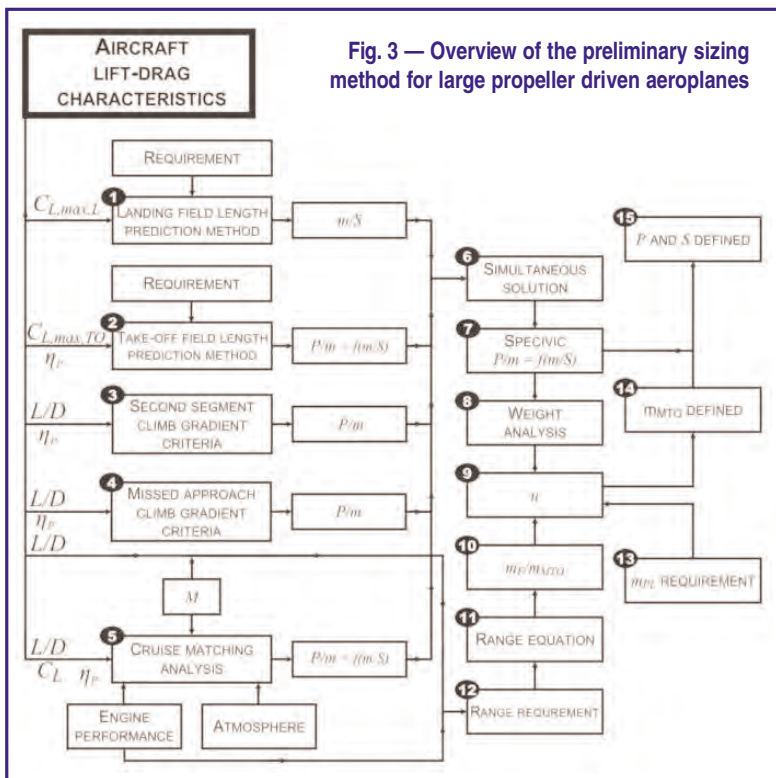 AIRCRAFT
LIFT-DRAG
CHARACTERISTICS
Fig. 3 — Overview of the preliminary sizing
method for large propeller driven aeroplanes
REQUIREMENT
C_{L,max,L}
1
LANDING FIELD LENGTH
PREDICTION METHOD
m/S
REQUIREMENT
C_{L,max,TO}
η_P
2
TAKE-OFF FIELD LENGTH
PREDICTION METHOD
P/m = f(m/S)
L/D
η_P
3
SECOND SEGMENT
CLIMB GRADIENT
CRITERIA
P/m
L/D
η_P
4
MISSED APPROACH
CLIMB GRADIENT
CRITERIA
P/m
L/D
M
L/D
C_L η_P
5
CRUISE MATCHING
ANALYSIS
P/m = f(m/S)
ENGINE
PERFORMANCE
ATMOSPHERE
6
SIMULTANEOUS
SOLUTION
7
SPECIVIC
P/m = f(m/S)
8
WEIGHT
ANALYSIS
9
u
10
m_F/m_MTO
11
RANGE EQUATION
12
RANGE REQUREMENT
15
P AND S DEFINED
14
m_MTO DEFINED
13
m_PL REQUIREMENT